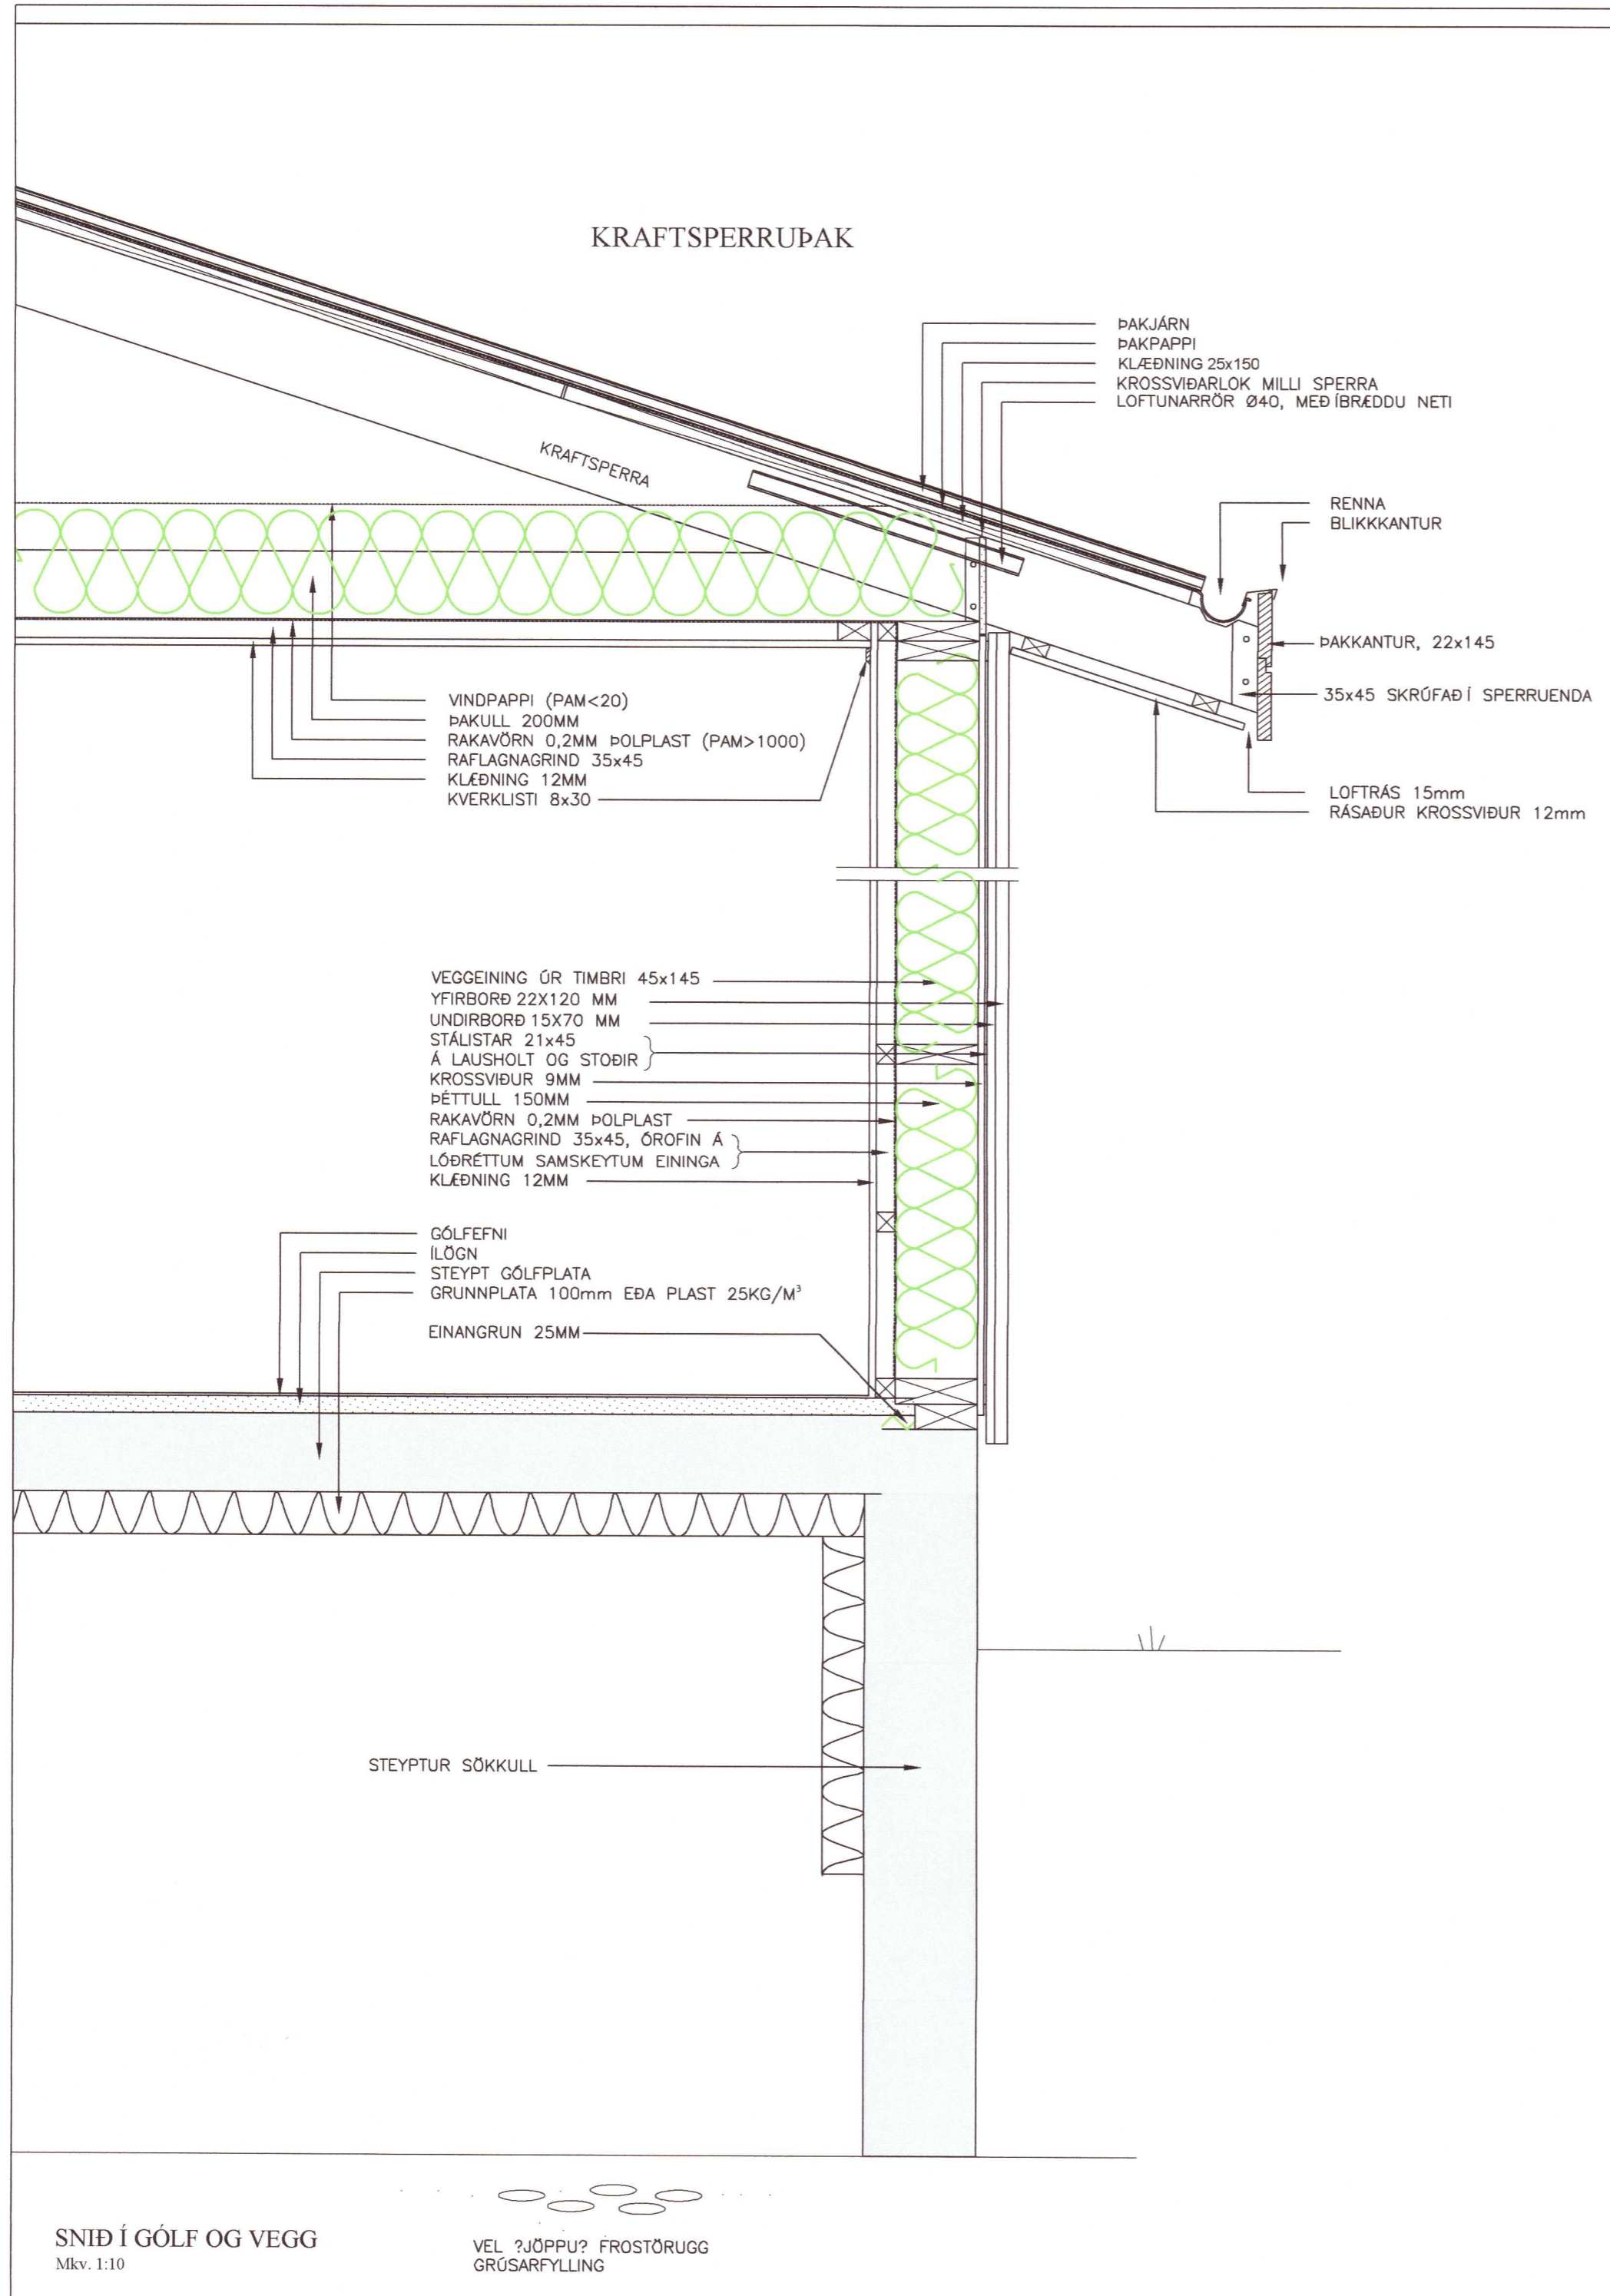 KRAFTSPERRUÞAK
ÞAKJÁRN
ÞAKPAPPI
KLÆÐNING 25x150
KROSSVIÐARLOK MILLI SPERRA
LOFTUNARRÖR Ø40, MEÐ ÍBRÆDDU NETI
KRAFTSPERRA
RENNA
BLIKKKANTUR
ÞAKKANTUR, 22x145
35x45 SKRÚFAÐ Í SPERRUENDA
LOFTRÁS 15mm
RÁSAÐUR KROSSVIÐUR 12mm
VINDPAPPI (PAM<20)
ÞAKULL 200MM
RAKAVÖRN 0,2MM ÞOLPLAST (PAM>1000)
RAFLAGNAGRIND 35x45
KLÆÐNING 12MM
KVERKLISTI 8x30
VEGGEINING ÚR TIMBRI 45x145
YFIRBORÐ 22X120 MM
UNDIRBORÐ 15X70 MM
STÁLISTAR 21x45
Á LAUSHOLT OG STOÐIR
KROSSVIÐUR 9MM
ÞÉTTULL 150MM
RAKAVÖRN 0,2MM ÞOLPLAST
RAFLAGNAGRIND 35x45, ÓROFIN Á
LÓÐRÉTTUM SAMSKEYTUM EININGA
KLÆÐNING 12MM
GÓLFEFNI
ÍLÖGN
STEYPT GÓLFPLATA
GRUNNPLATA 100mm EÐA PLAST 25KG/M³
EINANGRUN 25MM
STEYPTUR SÖKKULL
SNIÐ Í GÓLF OG VEGG
Mkv. 1:10
VEL ?JÖPPU? FROSTÖRUGG
GRÚSARFYLLING